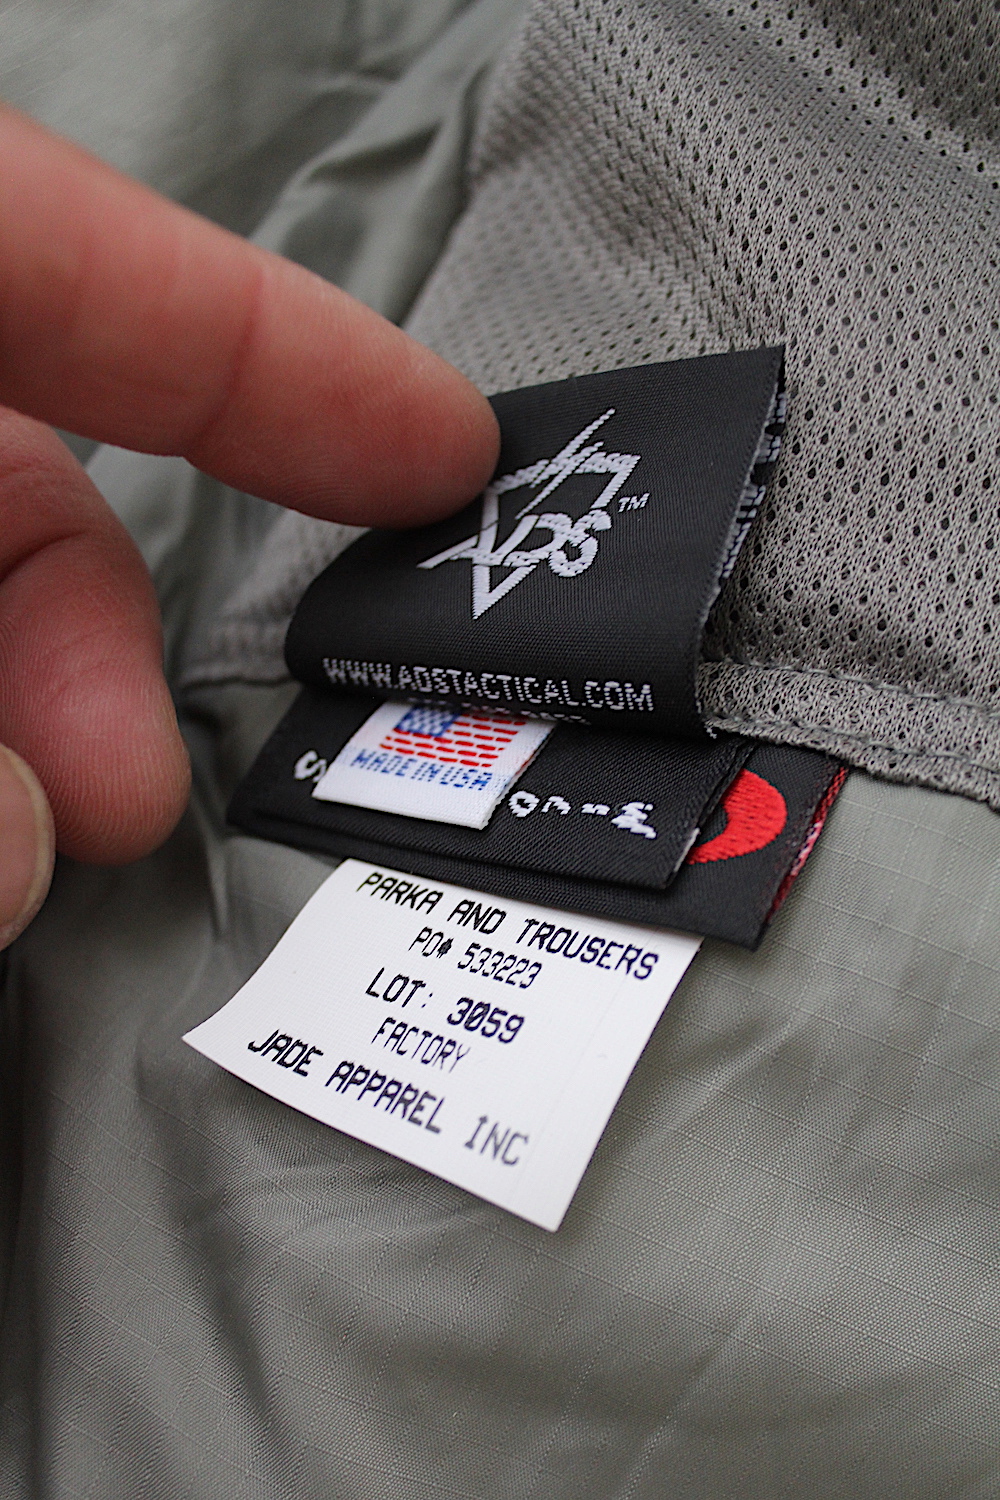 ADS™
WWW.ADSTACTICAL.COM
MADE IN USA
PARKA AND TROUSERS
PO# 533223
LOT: 3059
FACTORY
JADE APPAREL INC